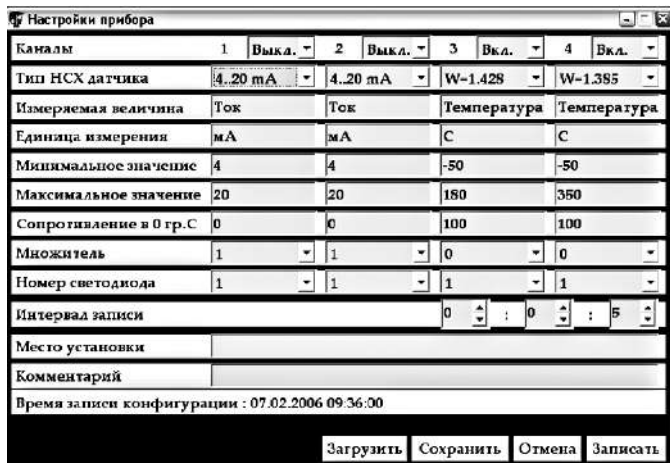 Настройки прибора
Каналы 1 Выкл. 2 Выкл. 3 Вкл. 4 Вкл.
Тип НСХ датчика 4..20 mA 4..20 mA W=1.428 W=1.385
Измеряемая величина Ток Ток Температура Температура
Единица измерения мА мА С С
Минимальное значение 4 4 -50 -50
Максимальное значение 20 20 180 350
Сопротивление в 0 гр.С 0 0 100 100
Множитель 1 1 0 0
Номер светодиода 1 1 1 1
Интервал записи 0 : 0 : 5
Место установки
Комментарий
Время записи конфигурации : 07.02.2006 09:36:00
Загрузить Сохранить Отмена Записать